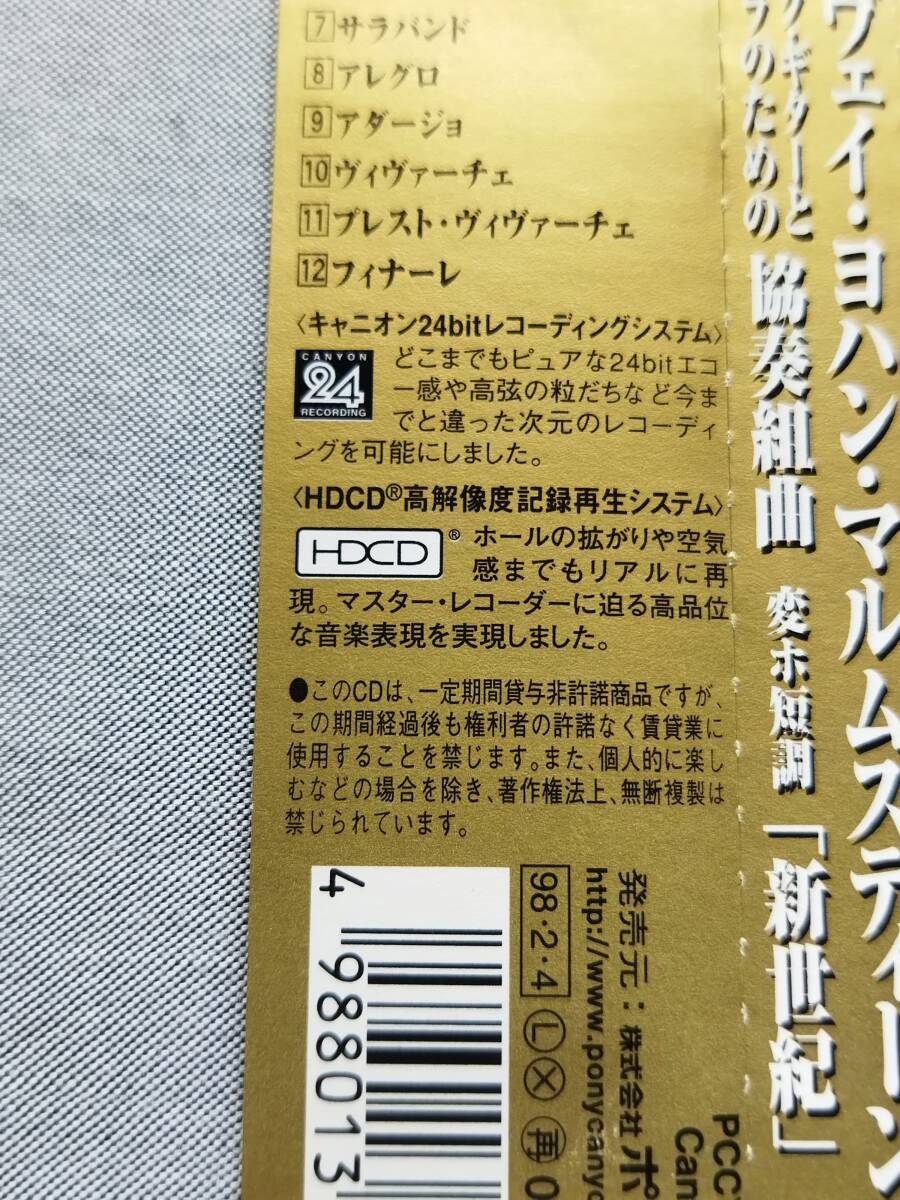 7 サラバンド
8 アレグロ
9 アダージョ
10 ヴィヴァーチェ
11 プレスト・ヴィヴァーチェ
12 フィナーレ
〈キャニオン24bitレコーディングシステム〉
CANYON
24
RECORDING
どこまでもピュアな24bitエコ
ー感や高弦の粒だちなど今ま
でと違った次元のレコーディ
ングを可能にしました。
〈HDCD®高解像度記録再生システム〉
HDCD®
ホールの拡がりや空気
感までもリアルに再
現。マスター・レコーダーに迫る高品位
な音楽表現を実現しました。
●このCDは、一定期間貸与非許諾商品ですが、
この期間経過後も権利者の許諾なく賃貸業に
使用することを禁じます。また、個人的に楽し
むなどの場合を除き、著作権法上、無断複製は
禁じられています。
4 988013
98・2・4 Ⓛ Ⓧ 再 0
発売元：株式会社ポ
http://www.ponycanyo
PCC
Can
ヴェイ・ヨハン・マルムスティーン
ギターと
のための
協奏組曲 変ホ短調「新世紀」